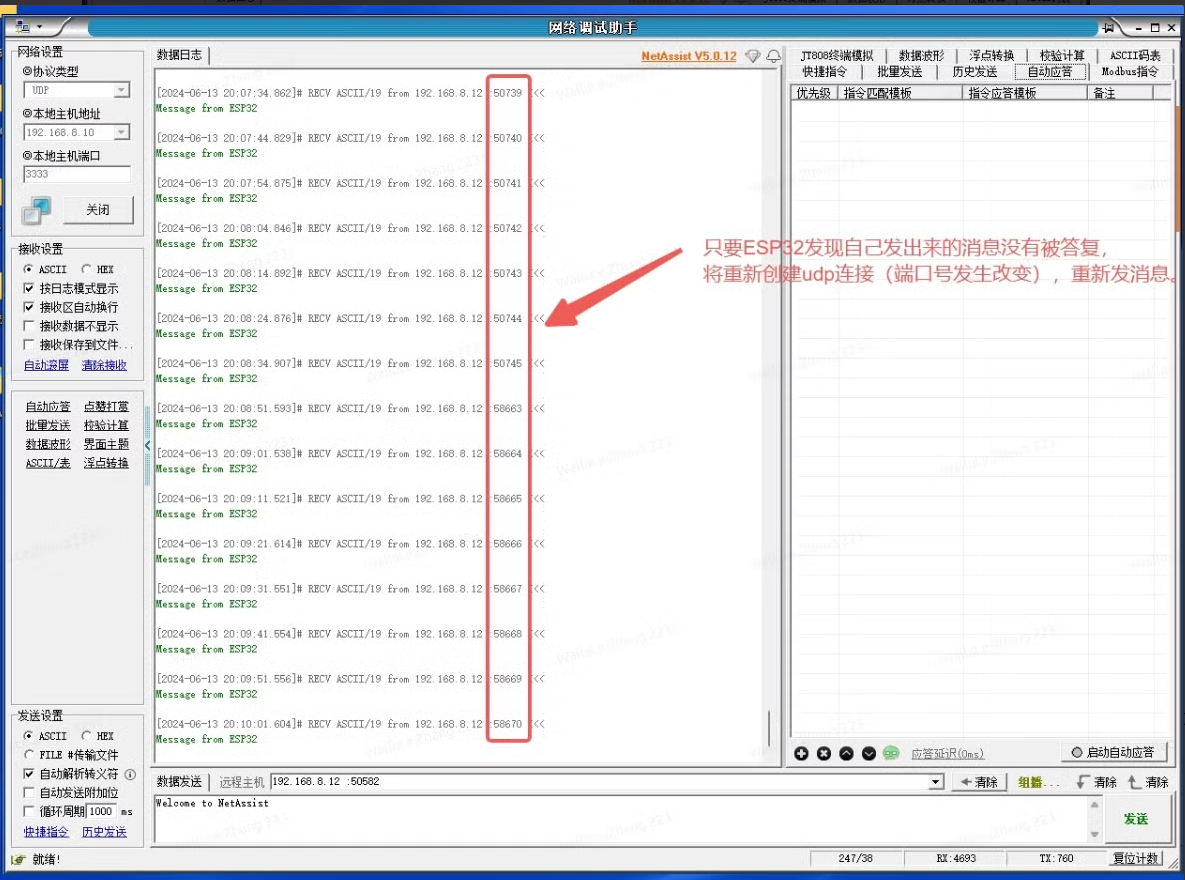 网络调试助手
网络设置
协议类型
UDP
本地主机地址
192.168.8.10
本地主机端口
3333
关闭
接收设置
ASCII HEX
按日志模式显示
接收区自动换行
接收数据不显示
接收保存到文件...
自动滚屏 清除接收
自动应答 点赞打赏
批量发送 校验计算
数据波形 界面主题
ASCII/表 浮点转换
发送设置
ASCII HEX
FILE #传输文件
自动解析转义符
自动发送附加位
循环周期 1000 ms
快捷指令 历史发送
就绪!
数据日志
NetAssist V5.0.12
[2024-06-13 20:07:34.862]# RECV ASCII/19 from 192.168.8.12 :50739 <<<
Message from ESP32
[2024-06-13 20:07:44.829]# RECV ASCII/19 from 192.168.8.12 :50740 <<<
Message from ESP32
[2024-06-13 20:07:54.875]# RECV ASCII/19 from 192.168.8.12 :50741 <<<
Message from ESP32
[2024-06-13 20:08:04.846]# RECV ASCII/19 from 192.168.8.12 :50742 <<<
Message from ESP32
[2024-06-13 20:08:14.892]# RECV ASCII/19 from 192.168.8.12 :50743 <<<
Message from ESP32
[2024-06-13 20:08:24.876]# RECV ASCII/19 from 192.168.8.12 :50744 <<<
Message from ESP32
[2024-06-13 20:08:34.907]# RECV ASCII/19 from 192.168.8.12 :50745 <<<
Message from ESP32
[2024-06-13 20:08:51.593]# RECV ASCII/19 from 192.168.8.12 :58663 <<<
Message from ESP32
[2024-06-13 20:09:01.538]# RECV ASCII/19 from 192.168.8.12 :58664 <<<
Message from ESP32
[2024-06-13 20:09:11.521]# RECV ASCII/19 from 192.168.8.12 :58665 <<<
Message from ESP32
[2024-06-13 20:09:21.614]# RECV ASCII/19 from 192.168.8.12 :58666 <<<
Message from ESP32
[2024-06-13 20:09:31.551]# RECV ASCII/19 from 192.168.8.12 :58667 <<<
Message from ESP32
[2024-06-13 20:09:41.554]# RECV ASCII/19 from 192.168.8.12 :58668 <<<
Message from ESP32
[2024-06-13 20:09:51.556]# RECV ASCII/19 from 192.168.8.12 :58669 <<<
Message from ESP32
[2024-06-13 20:10:01.604]# RECV ASCII/19 from 192.168.8.12 :58670 <<<
Message from ESP32
只要ESP32发现自己发出来的消息没有被答复，
将重新创建udp连接（端口号发生改变），重新发消息。
JT808终端模拟 数据波形 浮点转换 校验计算 ASCII码表
快捷指令 批量发送 历史发送 自动应答 Modbus指令
优先级 指令匹配模板 指令应答模板 备注
应答延迟(0ms) 启动自动应答
数据发送 远程主机 192.168.8.12 :50582 清除 组播... 清除 清除
Welcome to NetAssist
发送
247/38 RX:4693 TX:760 复位计数